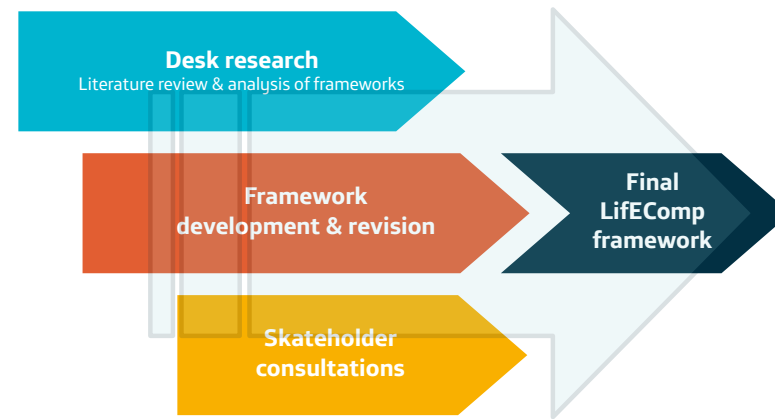 Desk research
Literature review & analysis of frameworks
Framework
development & revision
Final
LifEComp
framework
Skateholder
consultations